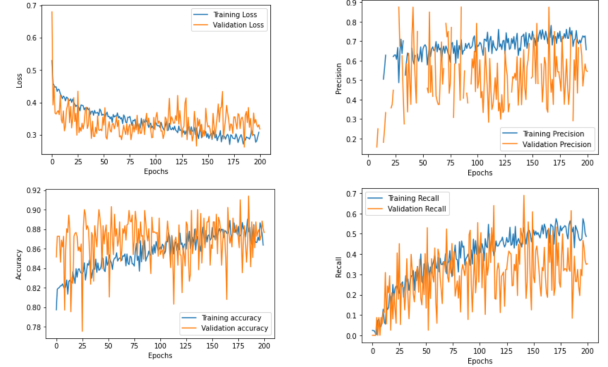 0.7
0.6
0.5
0.4
0.3
Loss
Training Loss
Validation Loss
0 25 50 75 100 125 150 175 200
Epochs
0.9
0.8
0.7
0.6
0.5
0.4
0.3
0.2
Precision
Training Precision
Validation Precision
0 25 50 75 100 125 150 175 200
Epochs
0.92
0.90
0.88
0.86
0.84
0.82
0.80
0.78
Accuracy
Training accuracy
Validation accuracy
0 25 50 75 100 125 150 175 200
Epochs
0.7
0.6
0.5
0.4
0.3
0.2
0.1
0.0
Recall
Training Recall
Validation Recall
0 25 50 75 100 125 150 175 200
Epochs